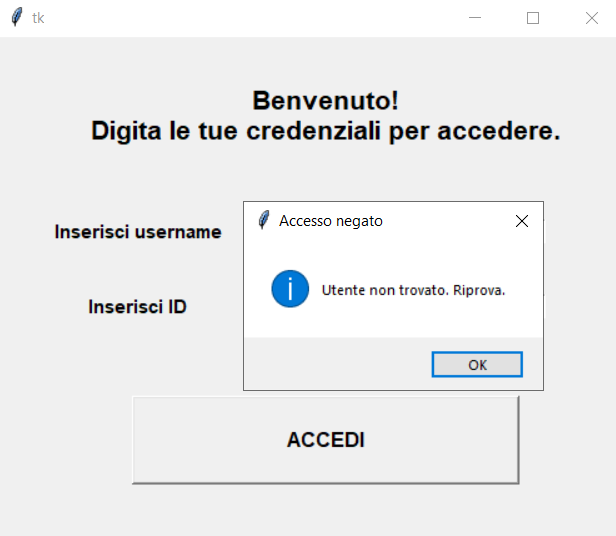 tk
Benvenuto!
Digita le tue credenziali per accedere.
Inserisci username
Accesso negato
Utente non trovato. Riprova.
Inserisci ID
OK
ACCEDI